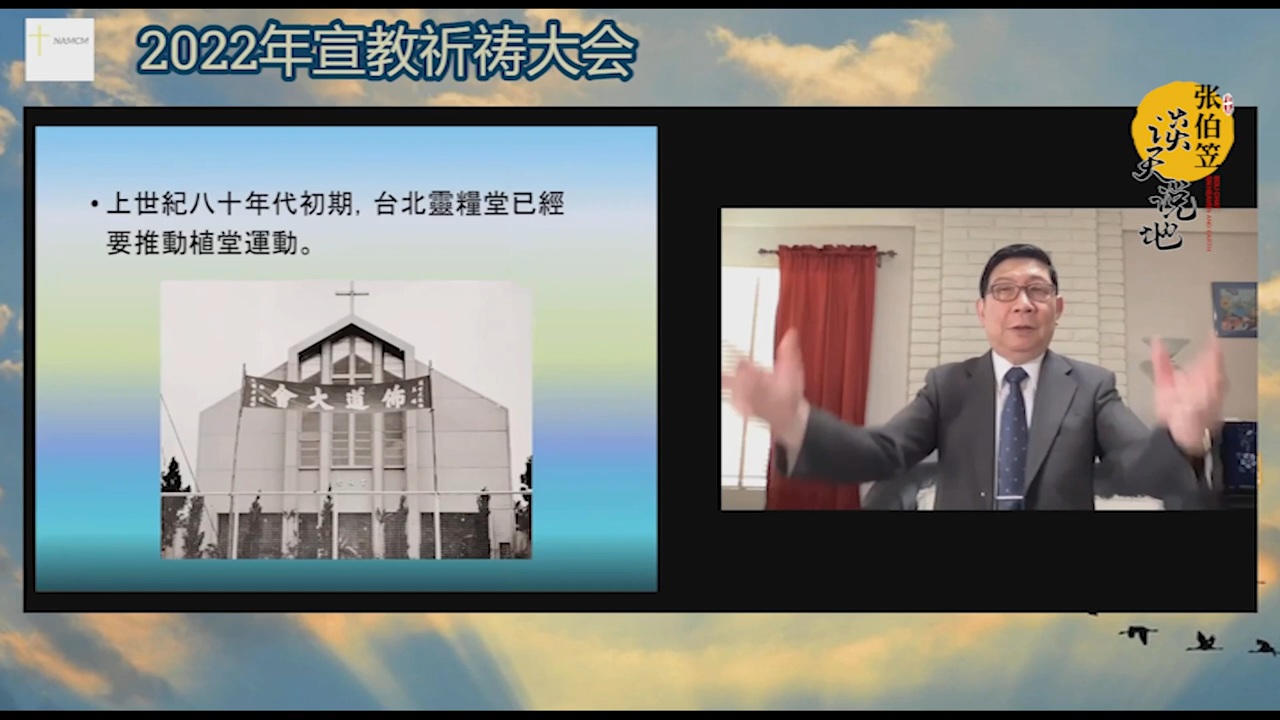 NAMCM
2022年宣教祈祷大会
张伯笠
谈天说地
•上世紀八十年代初期，台北靈糧堂已經
要推動植堂運動。
會大道佈